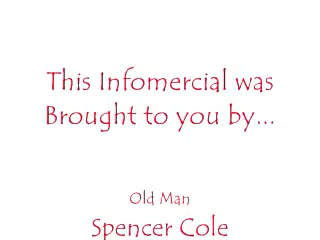 This Infomercial was
Brought to you by...
Old Man
Spencer Cole